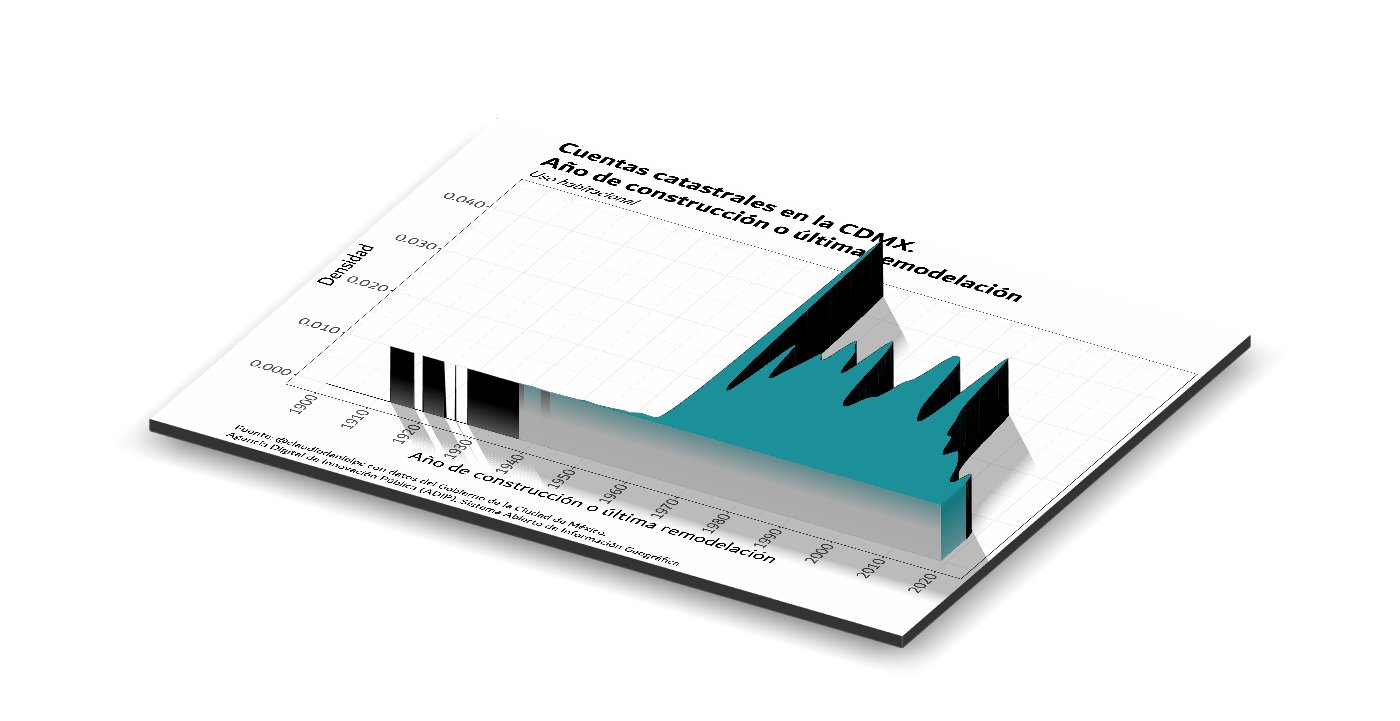 Cuentas catastrales en la CDMX.
Año de construcción o última remodelación
Uso habitacional
Densidad
0.040
0.030
0.020
0.010
0.000
1900
1910
1920
1930
1940
1950
1960
1970
1980
1990
2000
2010
2020
Año de construcción o última remodelación
Fuente: @claudiodanielpc con datos del Gobierno de la Ciudad de México.
Agencia Digital de Innovación Pública (ADIP). Sistema Abierto de Información Geográfica